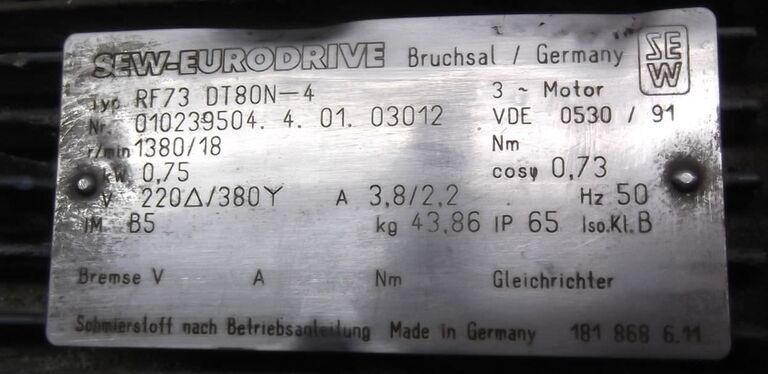 SEW-EURODRIVE Bruchsal / Germany SEW
Typ RF73 DT80N-4 3 ~ Motor
Nr. 010239504. 4. 01. 03012 VDE 0530 / 91
r/min 1380/18 Nm
kW 0,75 cosφ 0,73
V 220Δ/380Y A 3,8/2,2 Hz 50
IM B5 kg 43,86 IP 65 Iso.Kl. B
Bremse V A Nm Gleichrichter
Schmierstoff nach Betriebsanleitung Made in Germany 181 868 6.11